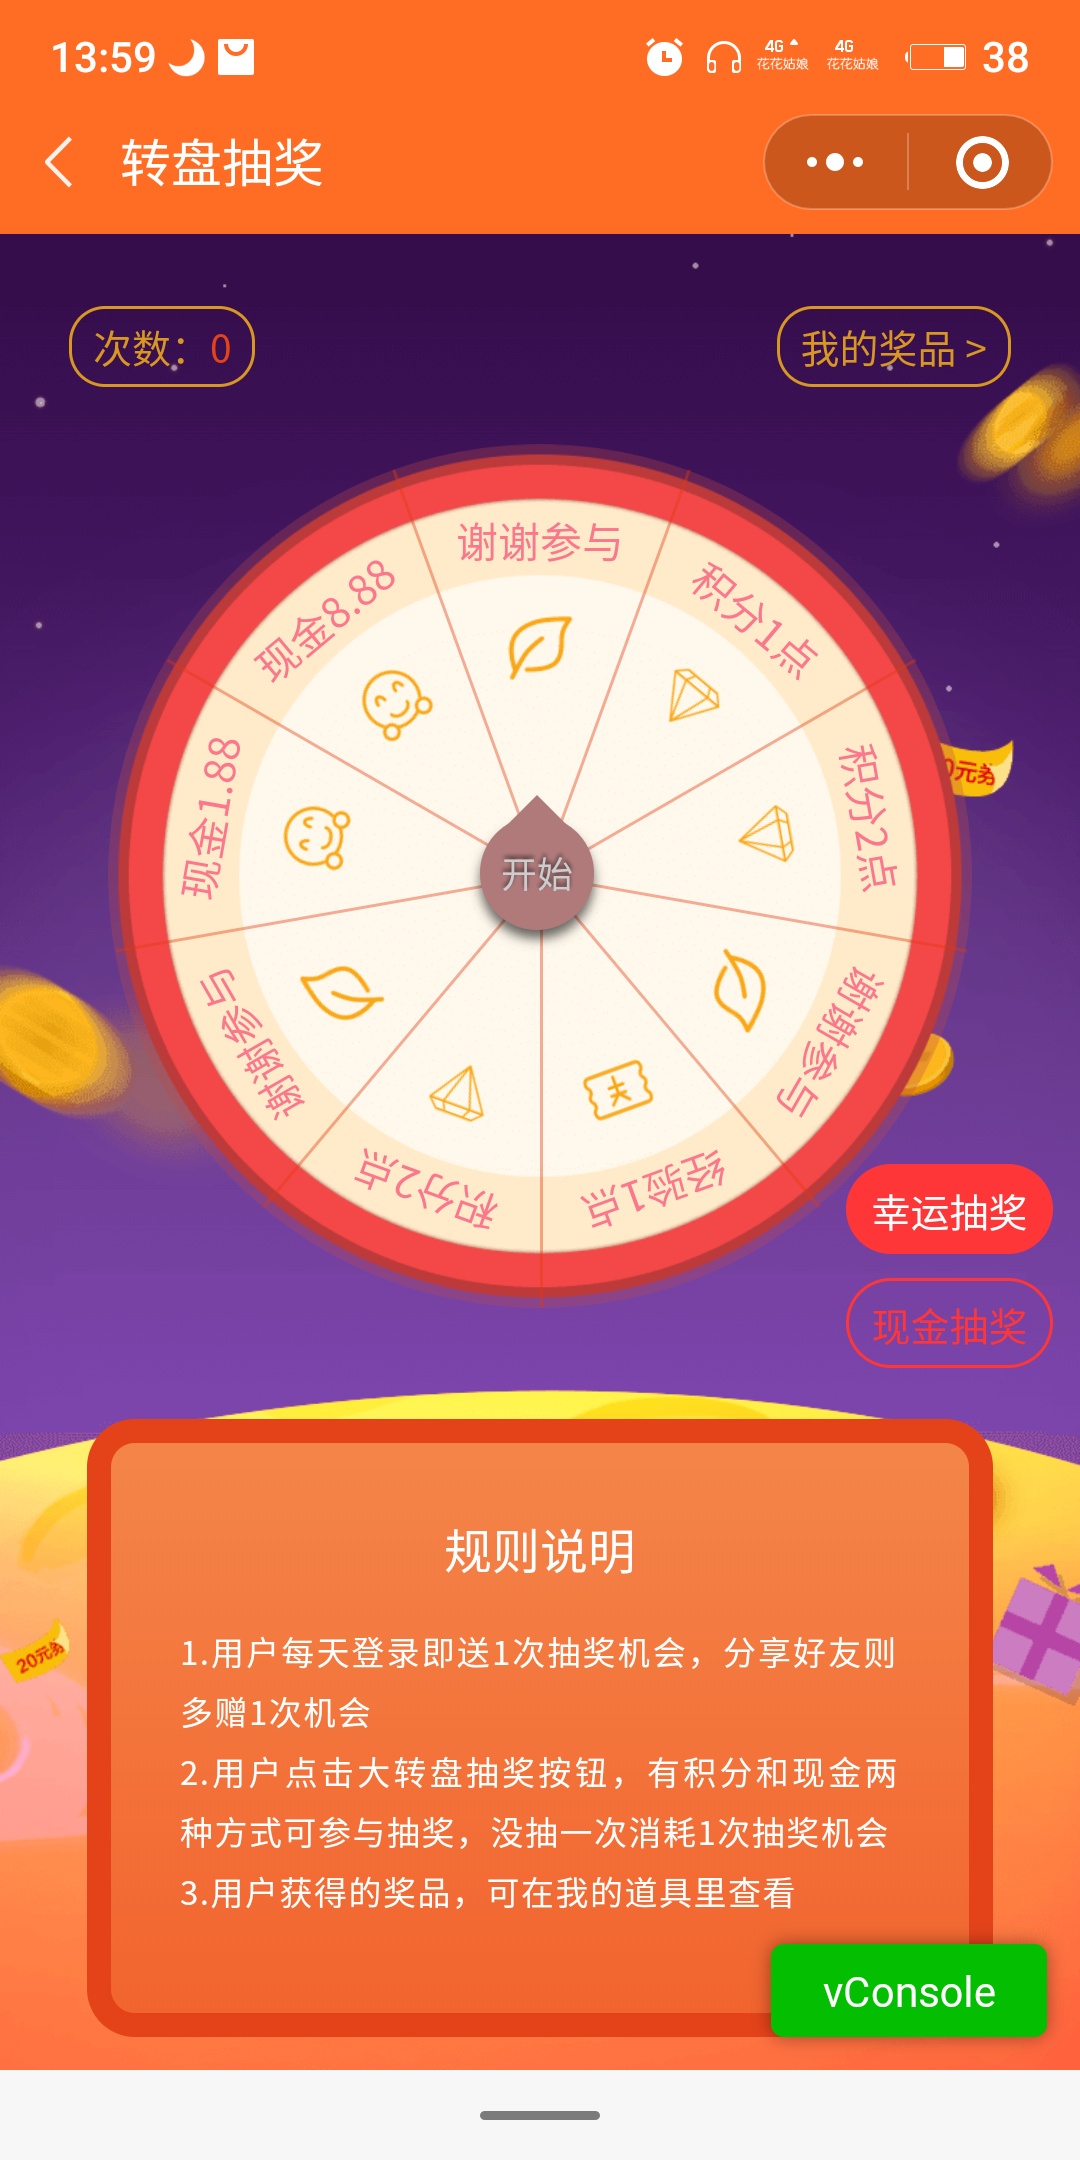 13:59
4G
花花姑娘
4G
花花姑娘
38
转盘抽奖
次数：0
我的奖品 >
谢谢参与
积分1点
积分2点
谢谢参与
经验1点
积分2点
谢谢参与
现金1.88
现金8.88
开始
0元券
幸运抽奖
现金抽奖
规则说明
1.用户每天登录即送1次抽奖机会，分享好友则
多赠1次机会
2.用户点击大转盘抽奖按钮，有积分和现金两
种方式可参与抽奖，没抽一次消耗1次抽奖机会
3.用户获得的奖品，可在我的道具里查看
20元券
vConsole